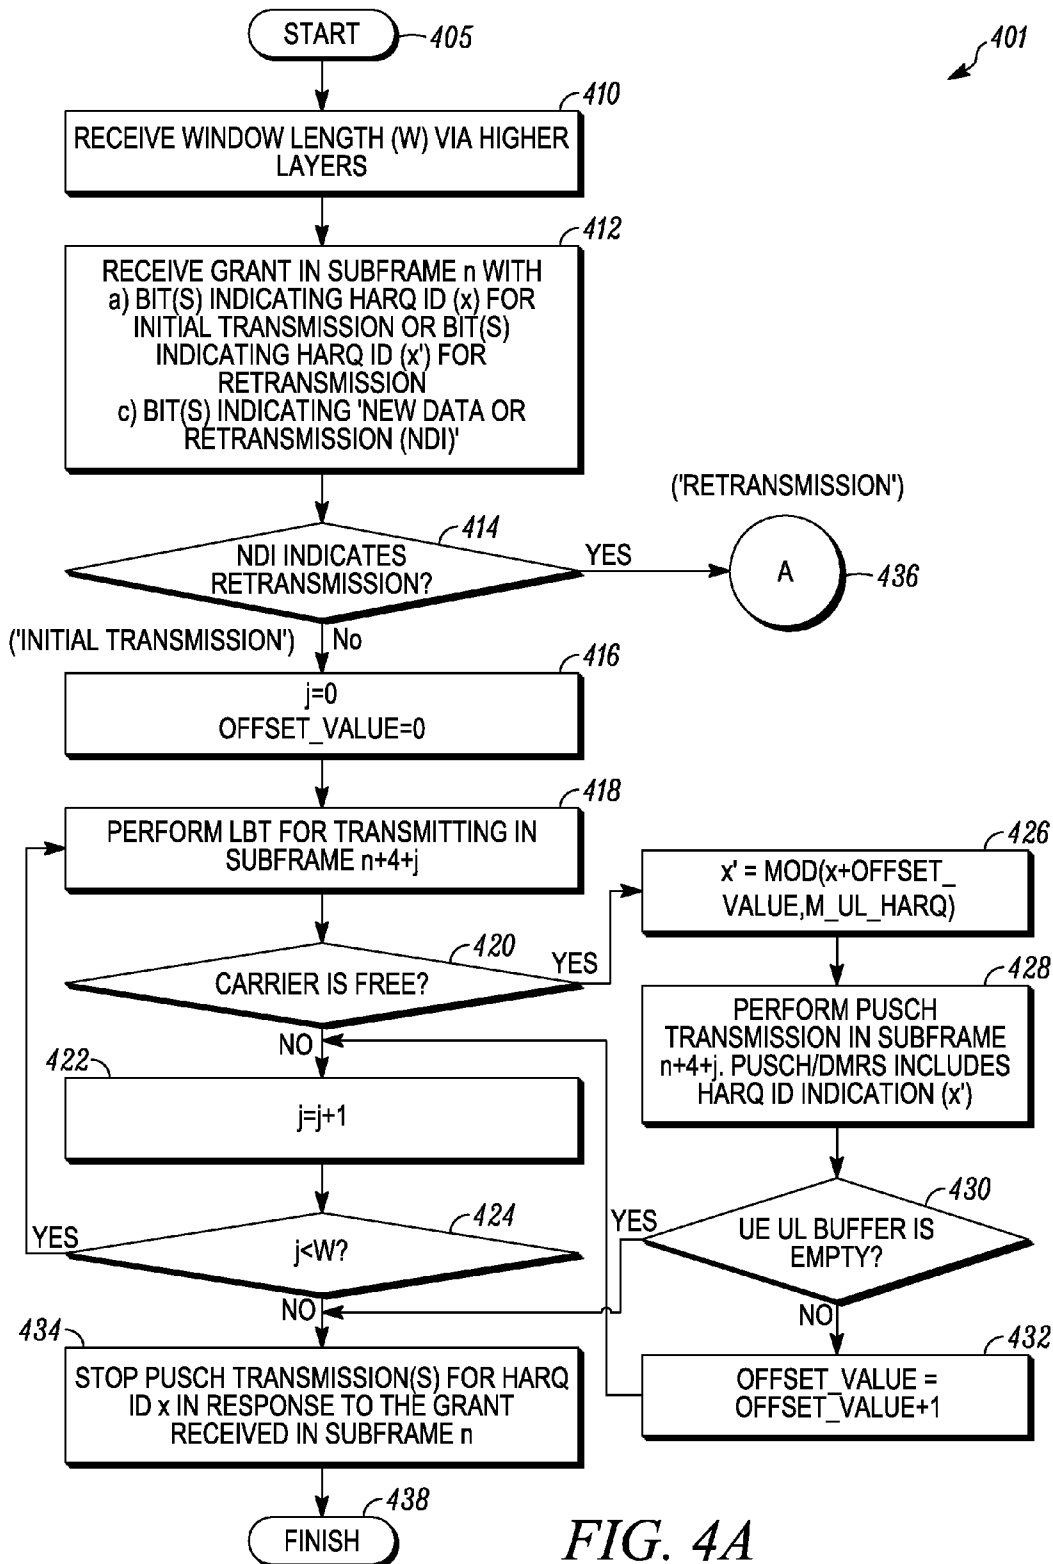 START
405
401
410
RECEIVE WINDOW LENGTH (W) VIA HIGHER
LAYERS
412
RECEIVE GRANT IN SUBFRAME n WITH
a) BIT(S) INDICATING HARQ ID (x) FOR
INITIAL TRANSMISSION OR BIT(S)
INDICATING HARQ ID (x') FOR
RETRANSMISSION
c) BIT(S) INDICATING 'NEW DATA OR
RETRANSMISSION (NDI)'
('RETRANSMISSION')
414
NDI INDICATES
RETRANSMISSION?
YES
A
436
('INITIAL TRANSMISSION')
No
416
j=0
OFFSET_VALUE=0
418
PERFORM LBT FOR TRANSMITTING IN
SUBFRAME n+4+j
426
x' = MOD(x+OFFSET_
VALUE,M_UL_HARQ)
420
CARRIER IS FREE?
YES
NO
428
PERFORM PUSCH
TRANSMISSION IN SUBFRAME
n+4+j. PUSCH/DMRS INCLUDES
HARQ ID INDICATION (x')
422
j=j+1
424
j<W?
YES
NO
430
UE UL BUFFER IS
EMPTY?
YES
NO
432
OFFSET_VALUE =
OFFSET_VALUE+1
434
STOP PUSCH TRANSMISSION(S) FOR HARQ
ID x IN RESPONSE TO THE GRANT
RECEIVED IN SUBFRAME n
438
FINISH
FIG. 4A